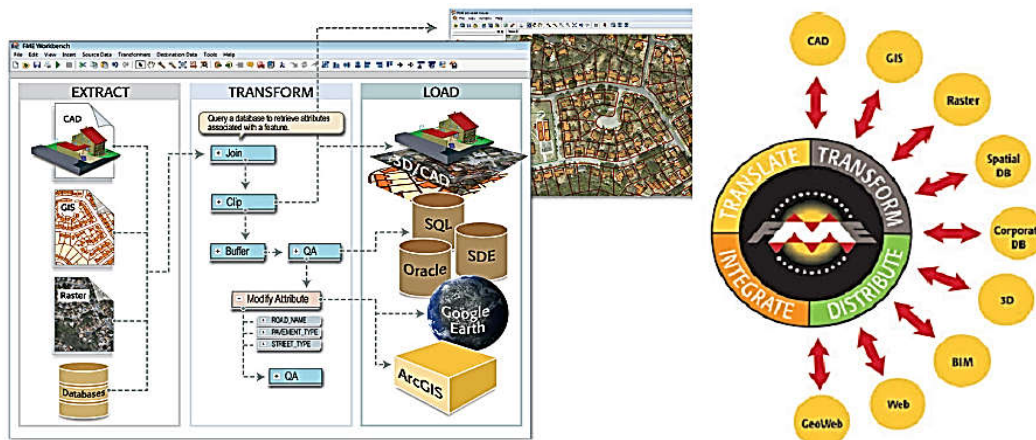 FME Workbench
File Edit View Insert Source Data Transformers Destination Data Tools Help
EXTRACT
TRANSFORM
LOAD
CAD
GIS
Raster
Databases
Query a database to retrieve attributes
associated with a feature.
Join
Clip
Buffer
QA
Modify Attribute
ROAD_NAME
PAVEMENT_TYPE
STREET_TYPE
QA
3D/CAD
SQL
Oracle
SDE
Google
Earth
ArcGIS
CAD
GIS
Raster
Spatial
DB
Corporat
DB
3D
BIM
Web
GeoWeb
TRANSLATE
TRANSFORM
INTEGRATE
DISTRIBUTE
FME